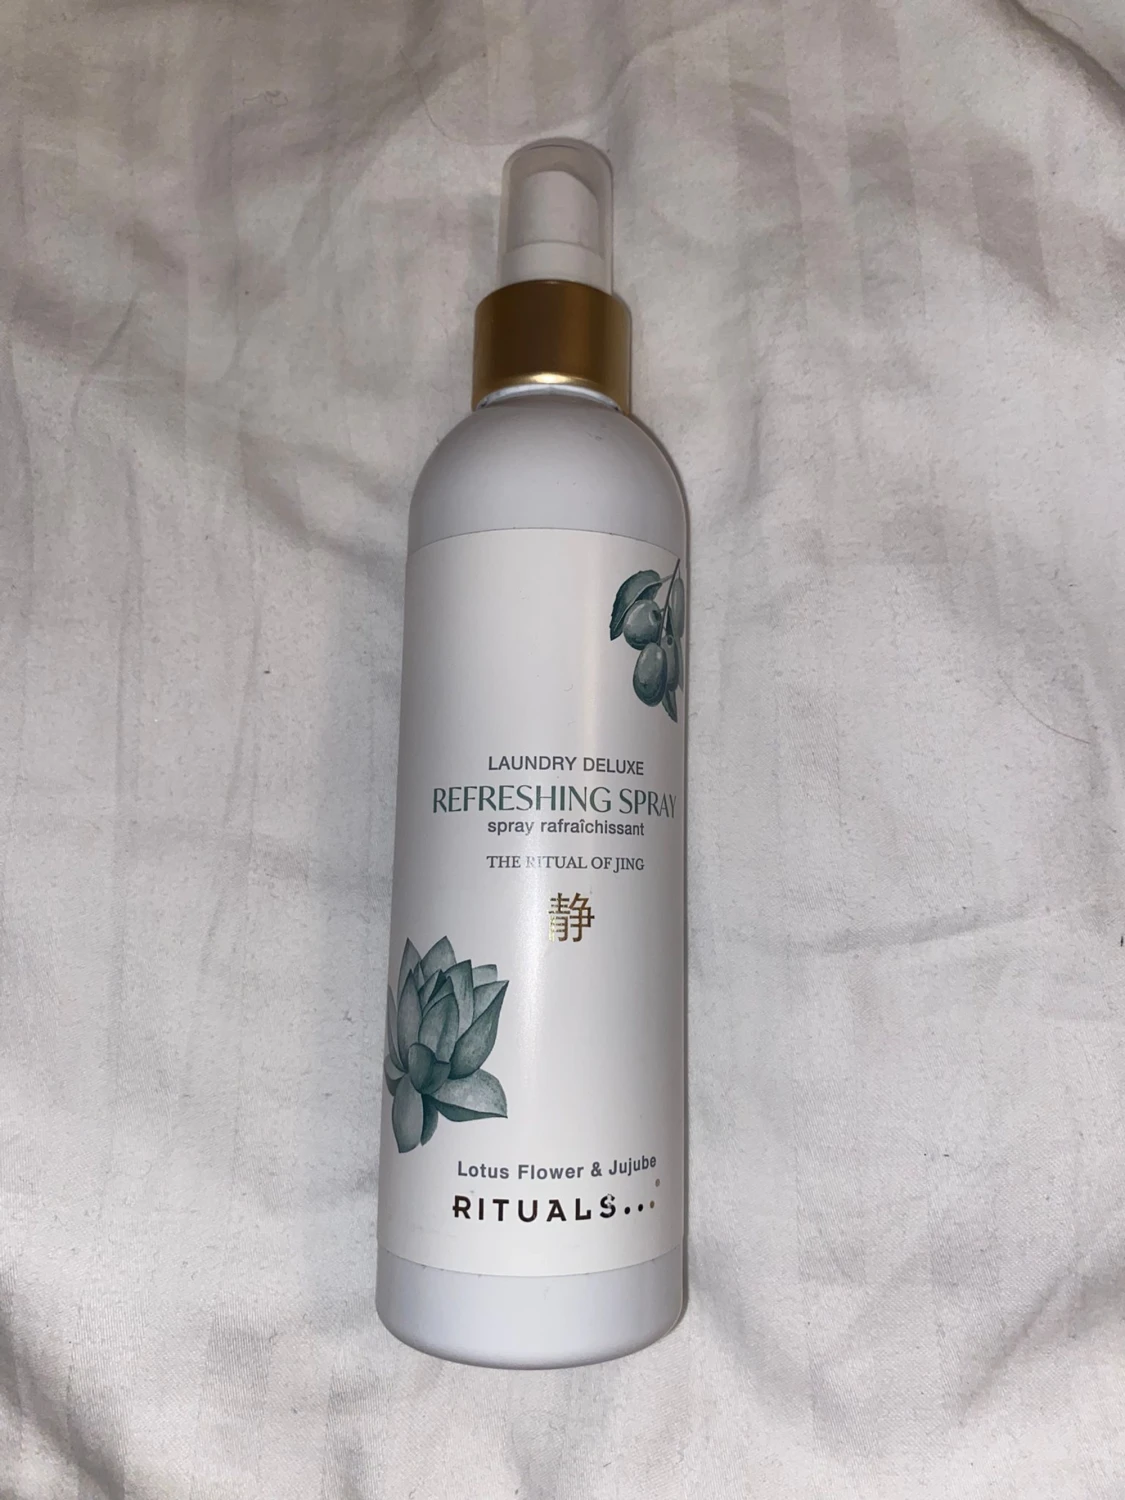 LAUNDRY DELUXE
REFRESHING SPRAY
spray rafraîchissant
THE RITUAL OF JING
静
Lotus Flower & Jujube
RITUALS...